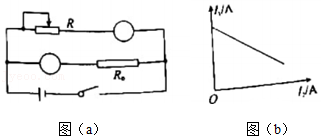 R
R₀
I₁/A
O
I₂/A
图(a)
图(b)